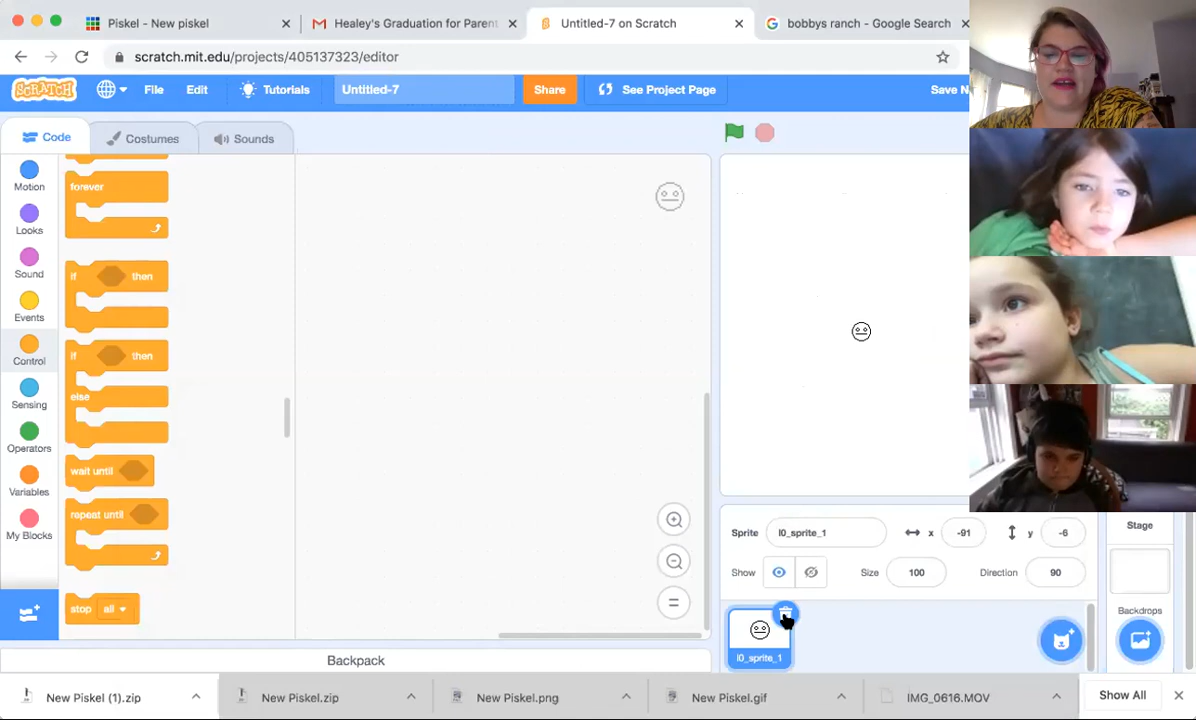 Piskel - New piskel
Healey's Graduation for Parent
Untitled-7 on Scratch
bobbys ranch - Google Search
scratch.mit.edu/projects/405137323/editor
SCRATCH
File
Edit
Tutorials
Untitled-7
Share
See Project Page
Save N
Code
Costumes
Sounds
Motion
Looks
Sound
Events
Control
Sensing
Operators
Variables
My Blocks
forever
if then
if then
else
wait until
repeat until
stop all
Sprite
l0_sprite_1
x
-91
y
-6
Show
Size
100
Direction
90
l0_sprite_1
Stage
Backdrops
Backpack
New Piskel (1).zip
New Piskel.zip
New Piskel.png
New Piskel.gif
IMG_0616.MOV
Show All